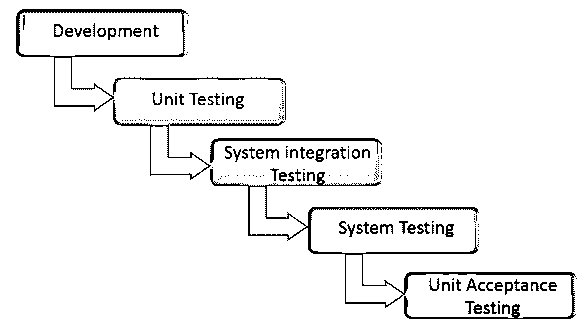 Development
Unit Testing
System integration
Testing
System Testing
Unit Acceptance
Testing